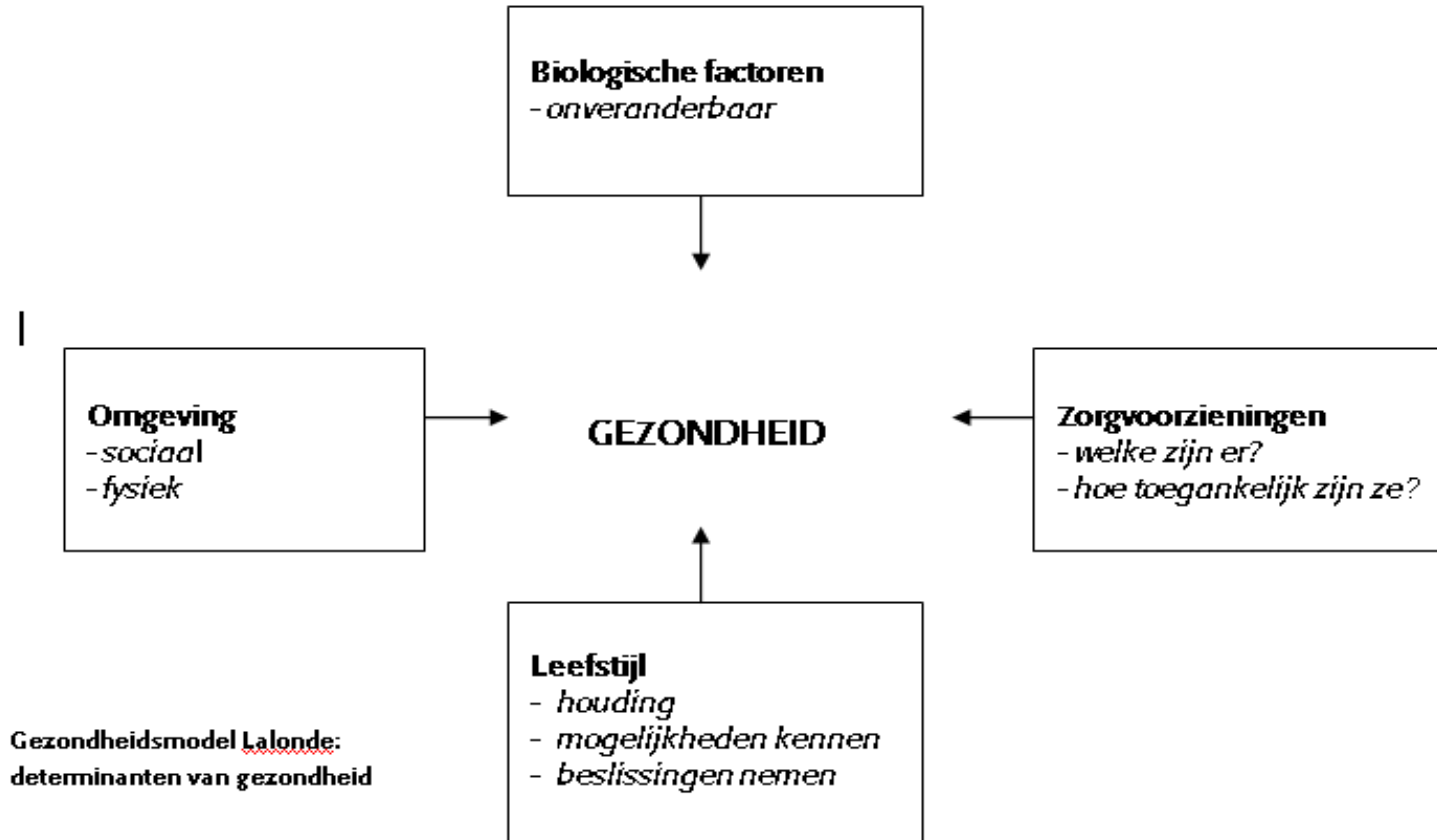 Biologische factoren
- onveranderbaar
Omgeving
- sociaal
- fysiek
GEZONDHEID
Zorgvoorzieningen
- welke zijn er?
- hoe toegankelijk zijn ze?
Leefstijl
- houding
- mogelijkheden kennen
- beslissingen nemen
Gezondheidsmodel Lalonde:
determinanten van gezondheid